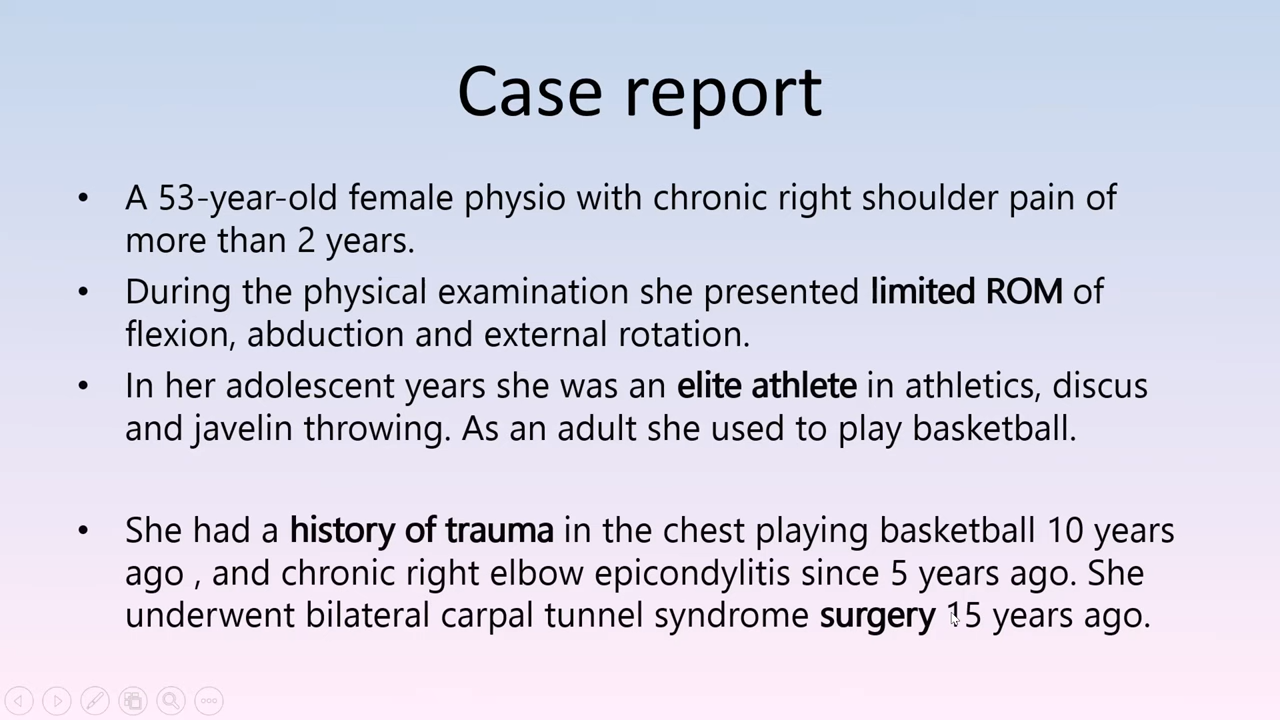 Case report
• A 53-year-old female physio with chronic right shoulder pain of
more than 2 years.
• During the physical examination she presented limited ROM of
flexion, abduction and external rotation.
• In her adolescent years she was an elite athlete in athletics, discus
and javelin throwing. As an adult she used to play basketball.
• She had a history of trauma in the chest playing basketball 10 years
ago , and chronic right elbow epicondylitis since 5 years ago. She
underwent bilateral carpal tunnel syndrome surgery 15 years ago.